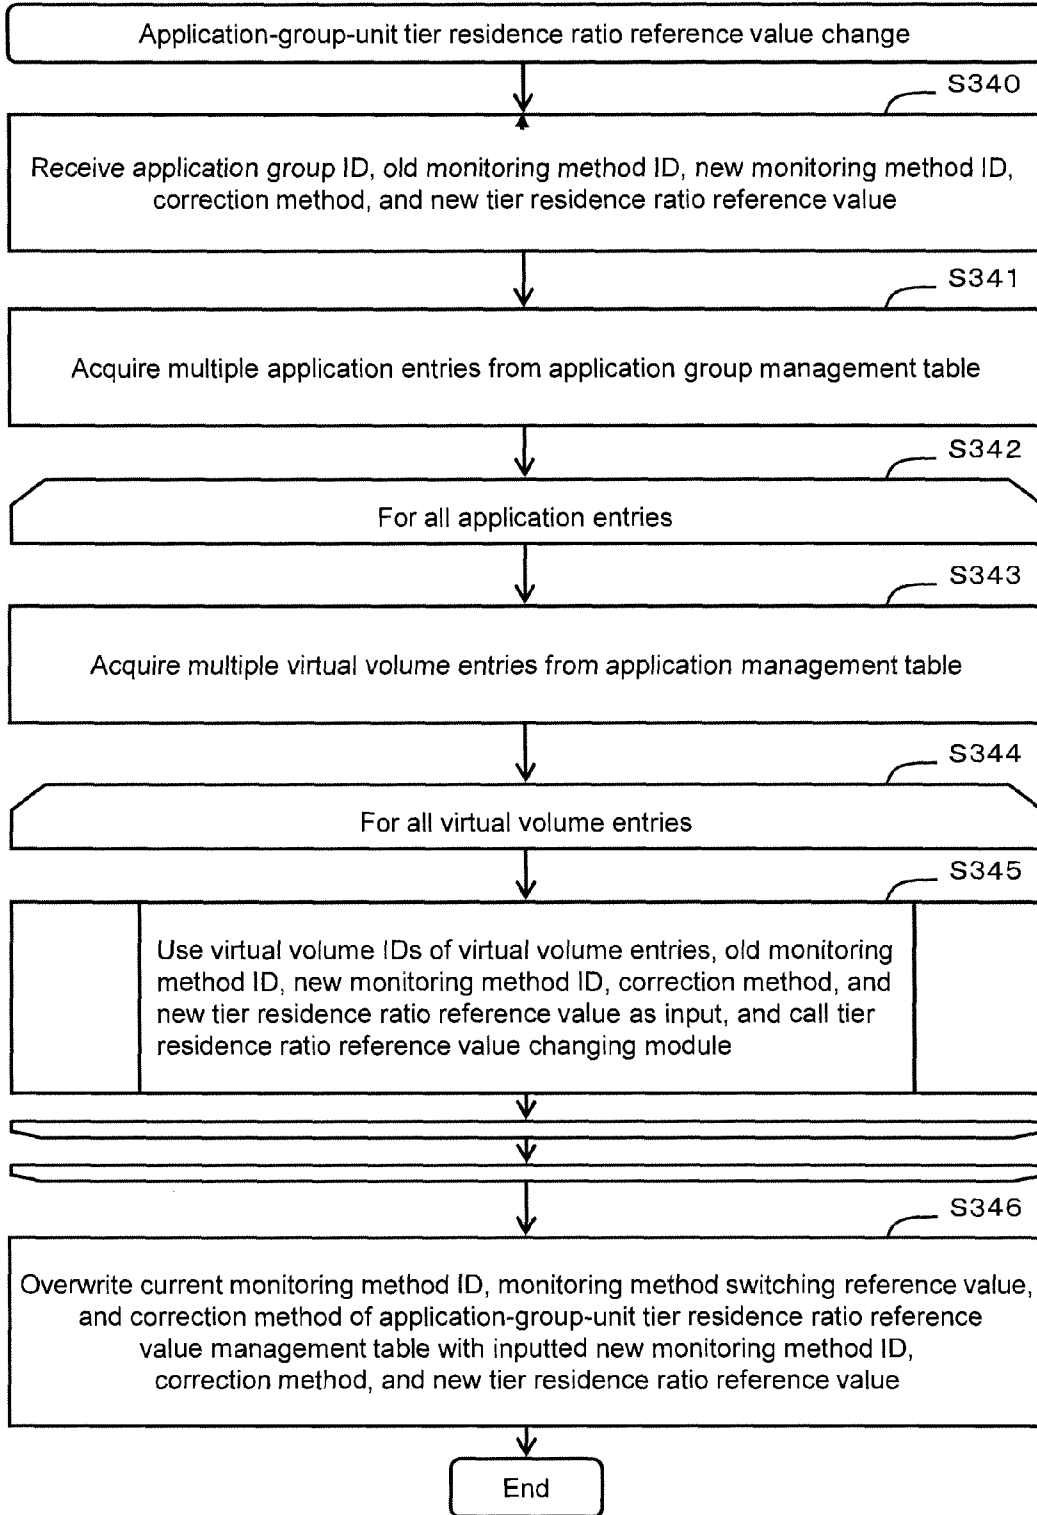 Application-group-unit tier residence ratio reference value change
S340
Receive application group ID, old monitoring method ID, new monitoring method ID,
correction method, and new tier residence ratio reference value
S341
Acquire multiple application entries from application group management table
S342
For all application entries
S343
Acquire multiple virtual volume entries from application management table
S344
For all virtual volume entries
S345
Use virtual volume IDs of virtual volume entries, old monitoring
method ID, new monitoring method ID, correction method, and
new tier residence ratio reference value as input, and call tier
residence ratio reference value changing module
S346
Overwrite current monitoring method ID, monitoring method switching reference value,
and correction method of application-group-unit tier residence ratio reference
value management table with inputted new monitoring method ID,
correction method, and new tier residence ratio reference value
End